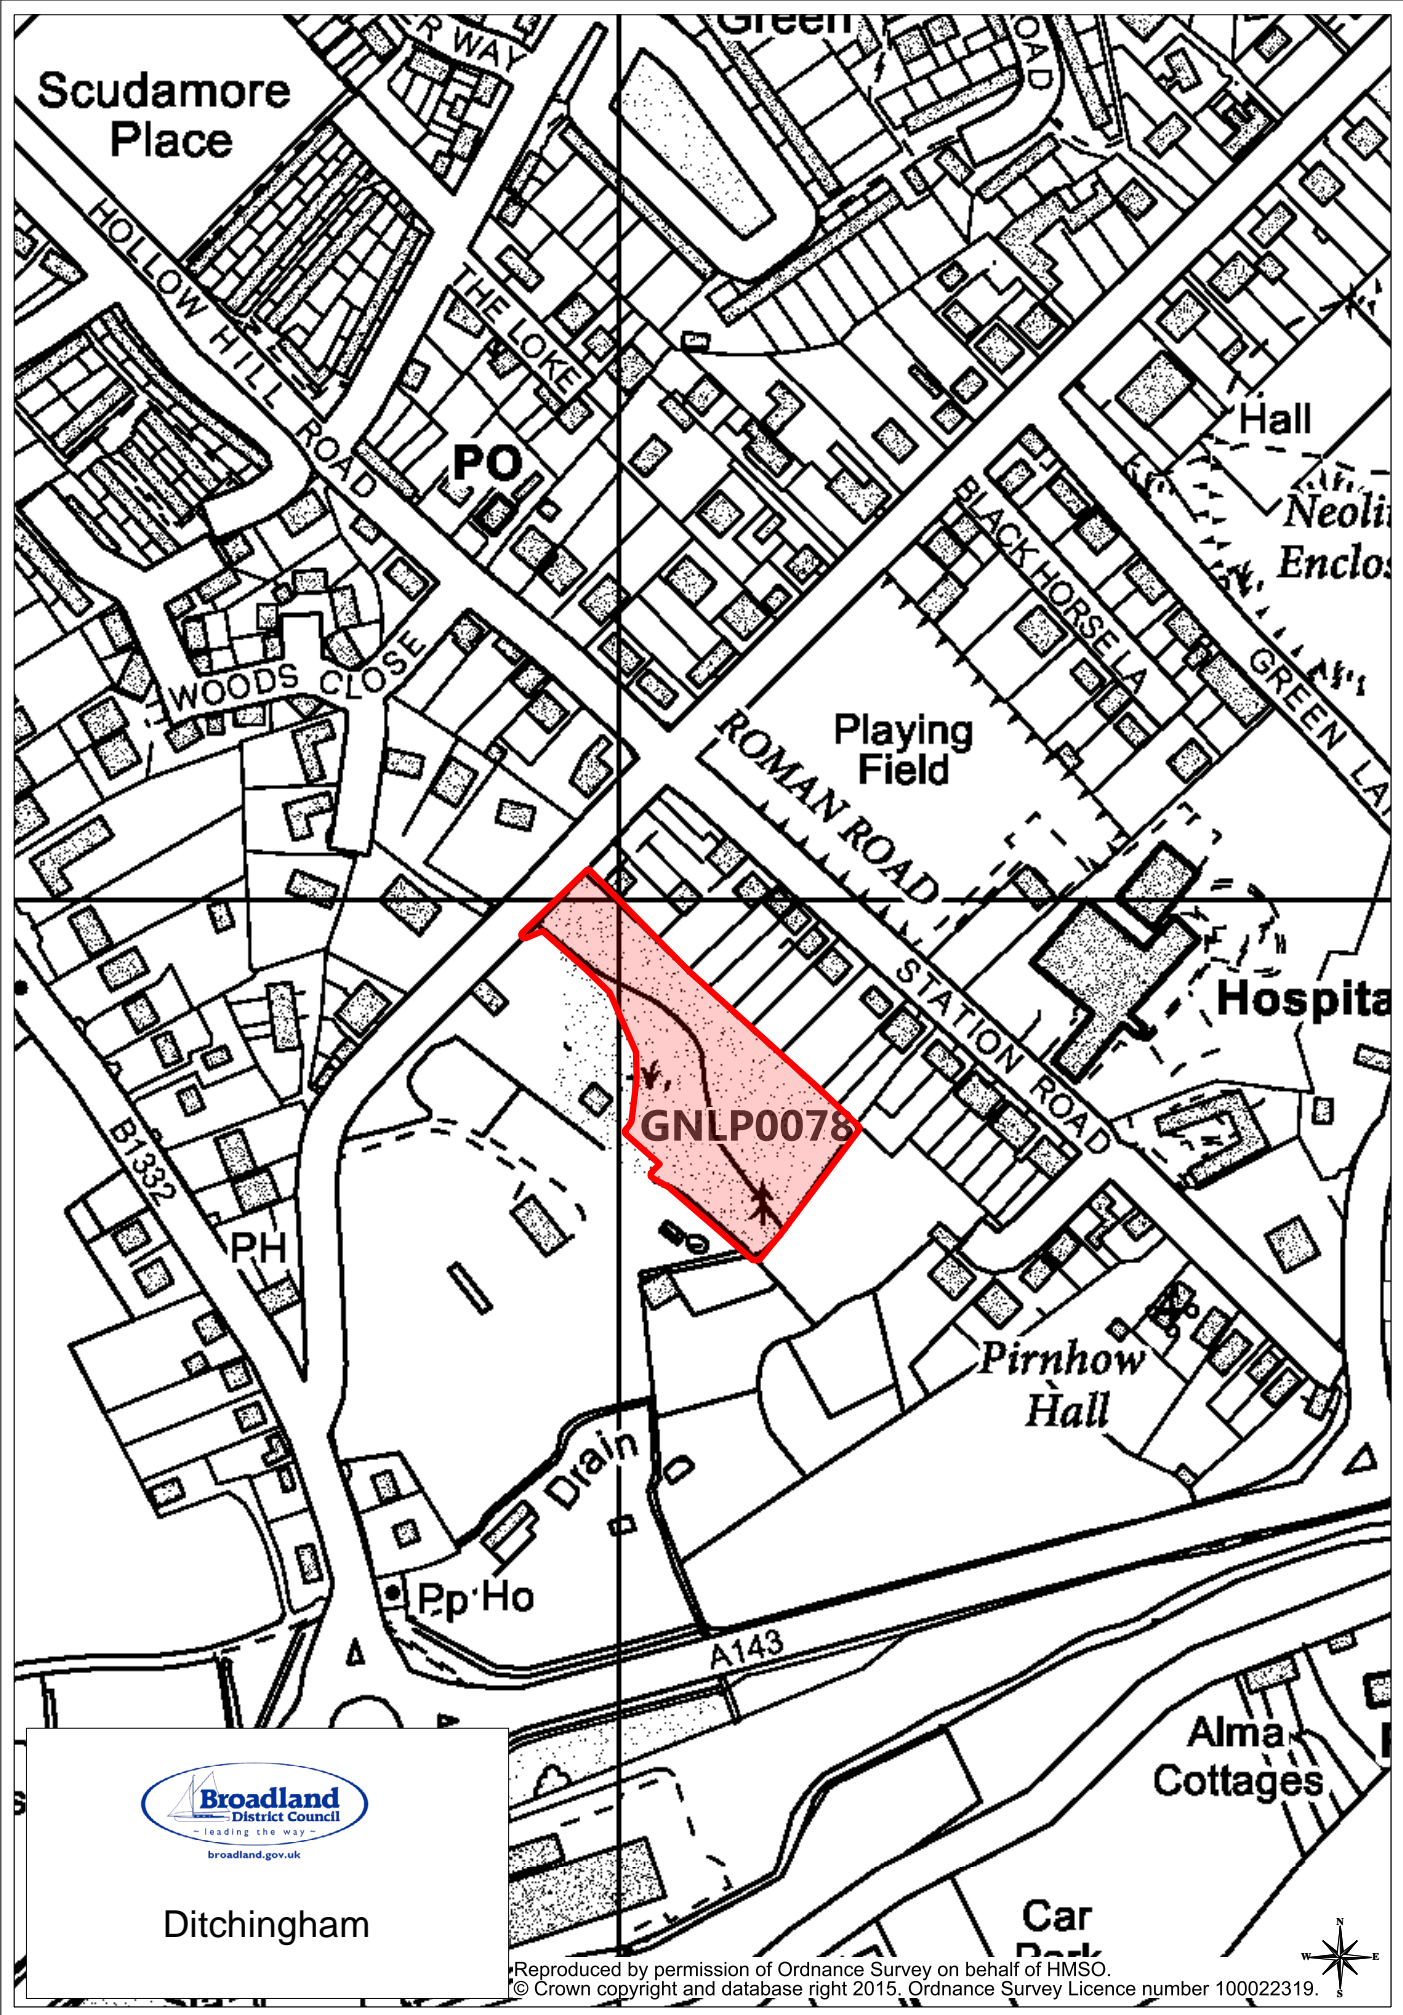 Green
ER WAY
OAD
Scudamore
Place
HOLLOW HILL ROAD
THE LOKE
PO
Hall
BLACK HORSE LA
WOODS CLOSE
GREEN LA
ROMAN ROAD
Playing
Field
STATION ROAD
Hospita
GNLP0078
B1332
PH
Pirnhow
Hall
Drain
Pp Ho
A143
Alma
Cottages
Car
Park
Broadland
District Council
~ leading the way ~
broadland.gov.uk
Ditchingham
N
W E
S
Reproduced by permission of Ordnance Survey on behalf of HMSO.
© Crown copyright and database right 2015. Ordnance Survey Licence number 100022319.